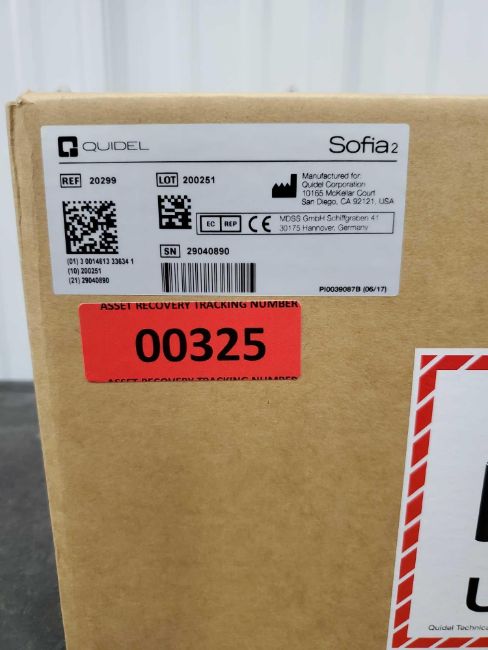 QUIDEL
Sofia2
REF 20299
LOT 200251
Manufactured for:
Quidel Corporation
10165 McKellar Court
San Diego, CA 92121, USA
EC REP CE
MDSS GmbH Schiffgraben 41
30175 Hannover, Germany
(01) 3 0014613 33634 1
(10) 200251
(21) 29040890
SN 29040890
PI0039087B (06/17)
ASSET RECOVERY TRACKING NUMBER
00325
ASSET RECOVERY TRACKING NUMBER
Quidel Technical